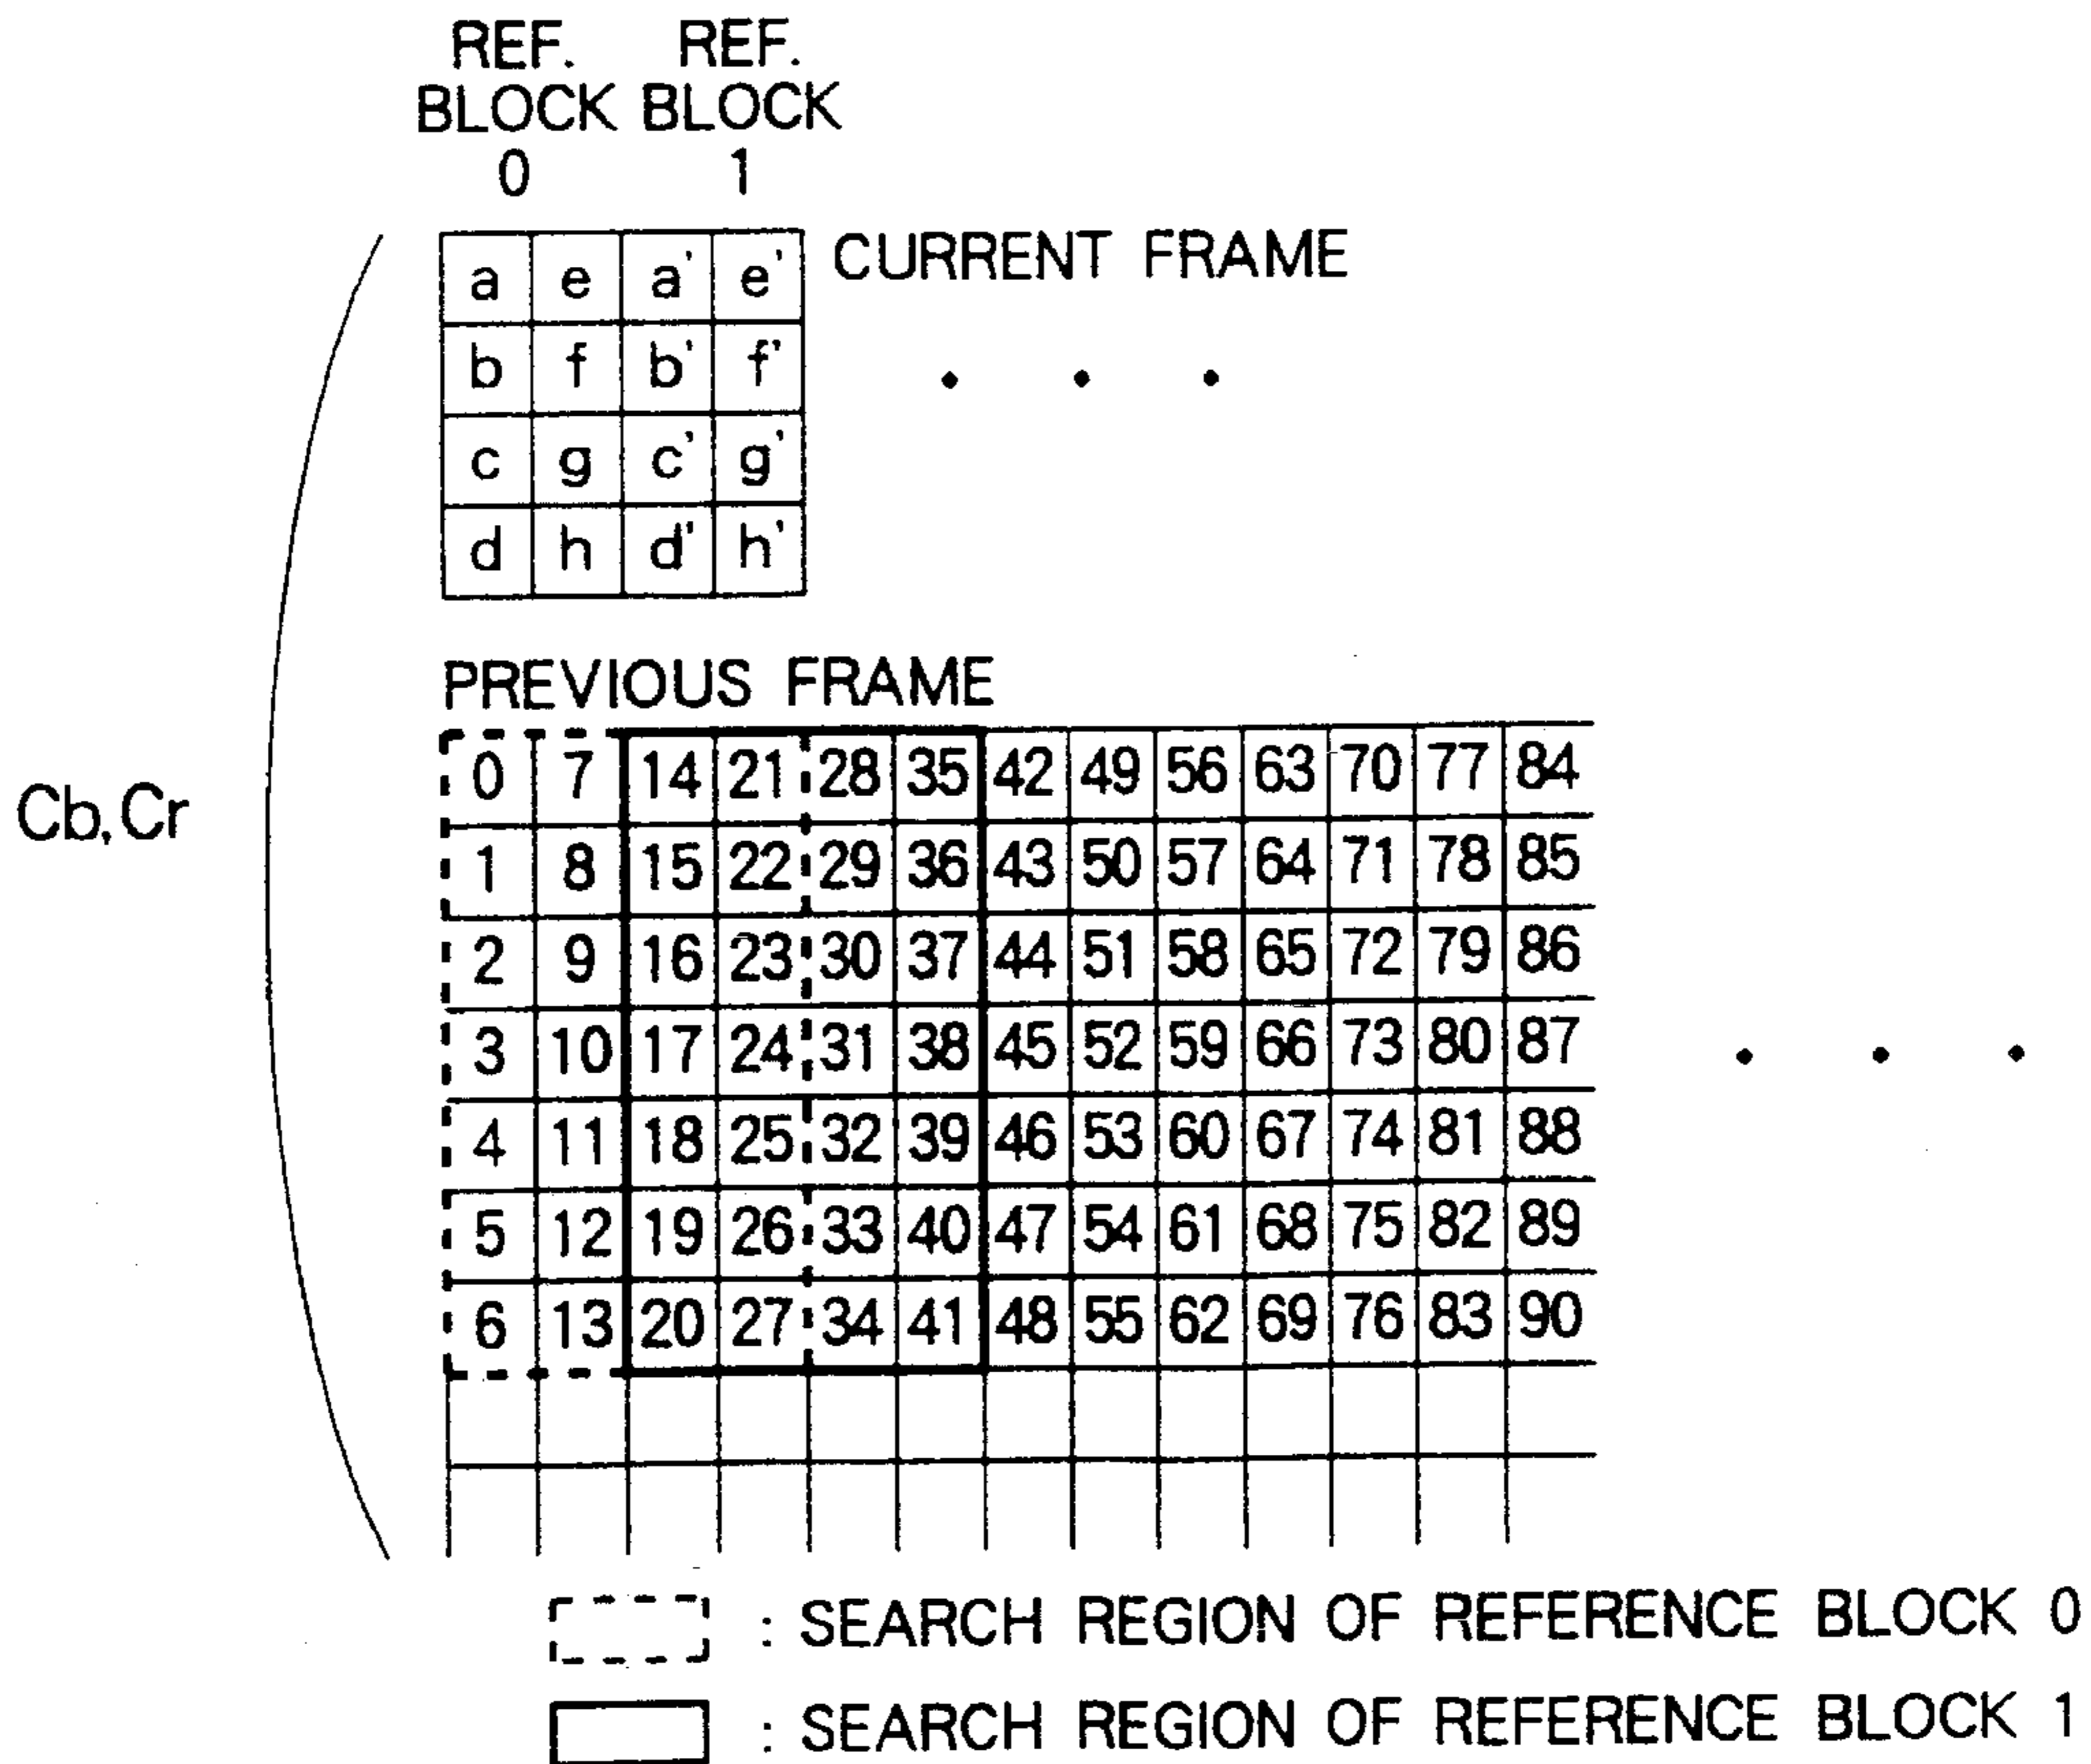 REF. REF.
BLOCK BLOCK
0 1
a e a' e' CURRENT FRAME
b f b' f'
c g c' g'
d h d' h'
PREVIOUS FRAME
0 7 14 21 28 35 42 49 56 63 70 77 84
Cb,Cr
1 8 15 22 29 36 43 50 57 64 71 78 85
2 9 16 23 30 37 44 51 58 65 72 79 86
3 10 17 24 31 38 45 52 59 66 73 80 87
4 11 18 25 32 39 46 53 60 67 74 81 88
5 12 19 26 33 40 47 54 61 68 75 82 89
6 13 20 27 34 41 48 55 62 69 76 83 90
: SEARCH REGION OF REFERENCE BLOCK 0
: SEARCH REGION OF REFERENCE BLOCK 1